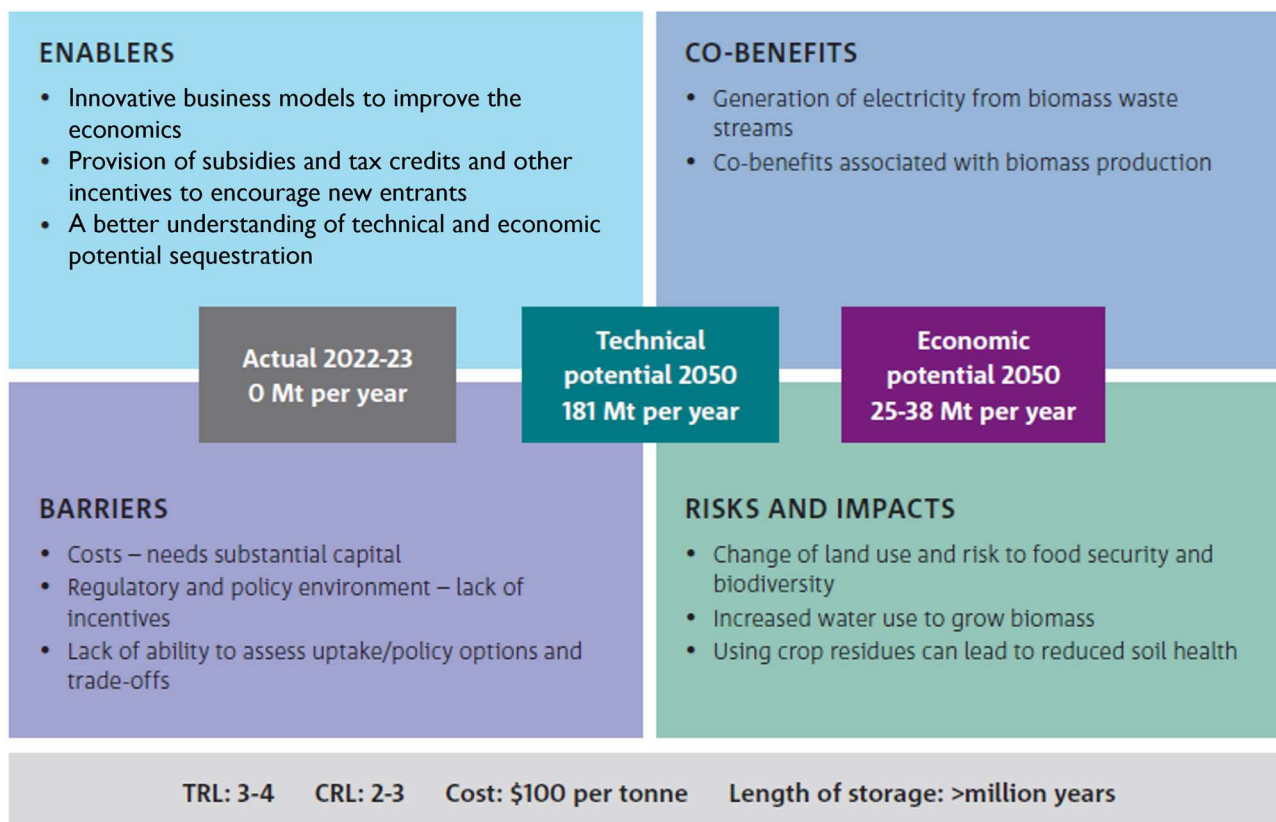 ENABLERS
• Innovative business models to improve the
economics
• Provision of subsidies and tax credits and other
incentives to encourage new entrants
• A better understanding of technical and economic
potential sequestration
CO-BENEFITS
• Generation of electricity from biomass waste
streams
• Co-benefits associated with biomass production
Actual 2022-23
0 Mt per year
Technical
potential 2050
181 Mt per year
Economic
potential 2050
25-38 Mt per year
BARRIERS
• Costs – needs substantial capital
• Regulatory and policy environment – lack of
incentives
• Lack of ability to assess uptake/policy options and
trade-offs
RISKS AND IMPACTS
• Change of land use and risk to food security and
biodiversity
• Increased water use to grow biomass
• Using crop residues can lead to reduced soil health
TRL: 3-4 CRL: 2-3 Cost: $100 per tonne Length of storage: >million years